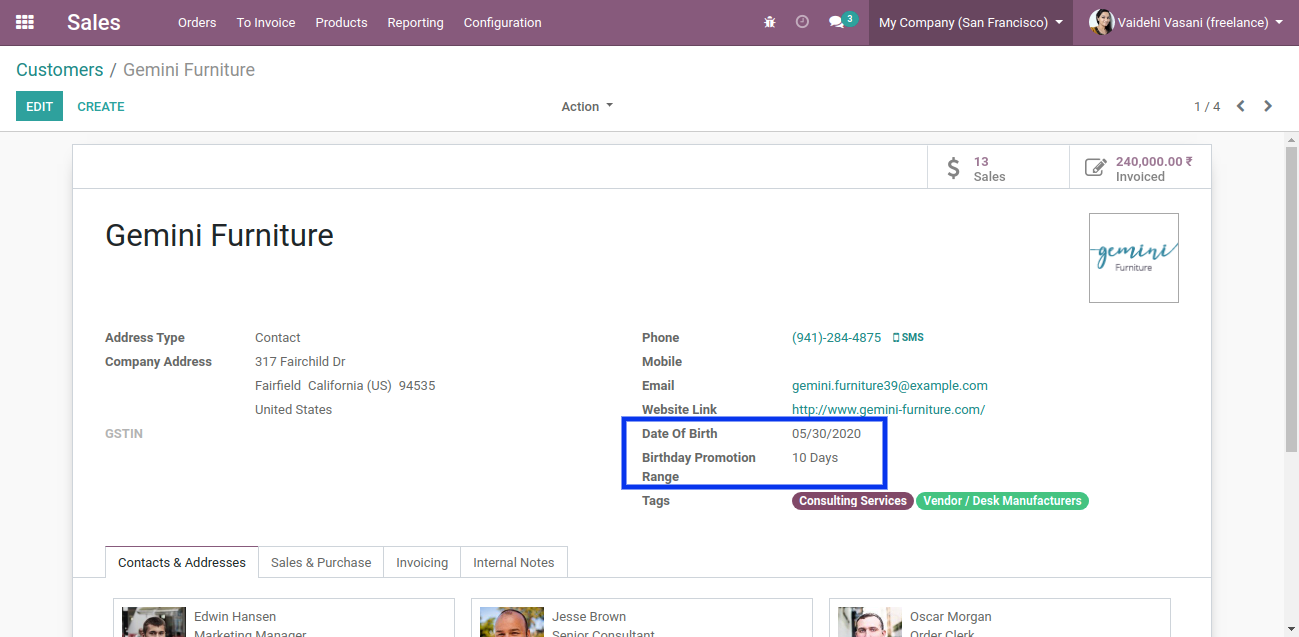 Sales Orders To Invoice Products Reporting Configuration 3 My Company (San Francisco) Vaidehi Vasani (freelance)
Customers / Gemini Furniture
EDIT CREATE Action 1 / 4
13
Sales
240,000.00 ₹
Invoiced
Gemini Furniture
gemini
Furniture
Address Type Contact
Company Address 317 Fairchild Dr
Fairfield California (US) 94535
United States
GSTIN
Phone (941)-284-4875 SMS
Mobile
Email gemini.furniture39@example.com
Website Link http://www.gemini-furniture.com/
Date Of Birth 05/30/2020
Birthday Promotion 10 Days
Range
Tags Consulting Services Vendor / Desk Manufacturers
Contacts & Addresses Sales & Purchase Invoicing Internal Notes
Edwin Hansen
Marketing Manager
Jesse Brown
Senior Consultant
Oscar Morgan
Order Clerk